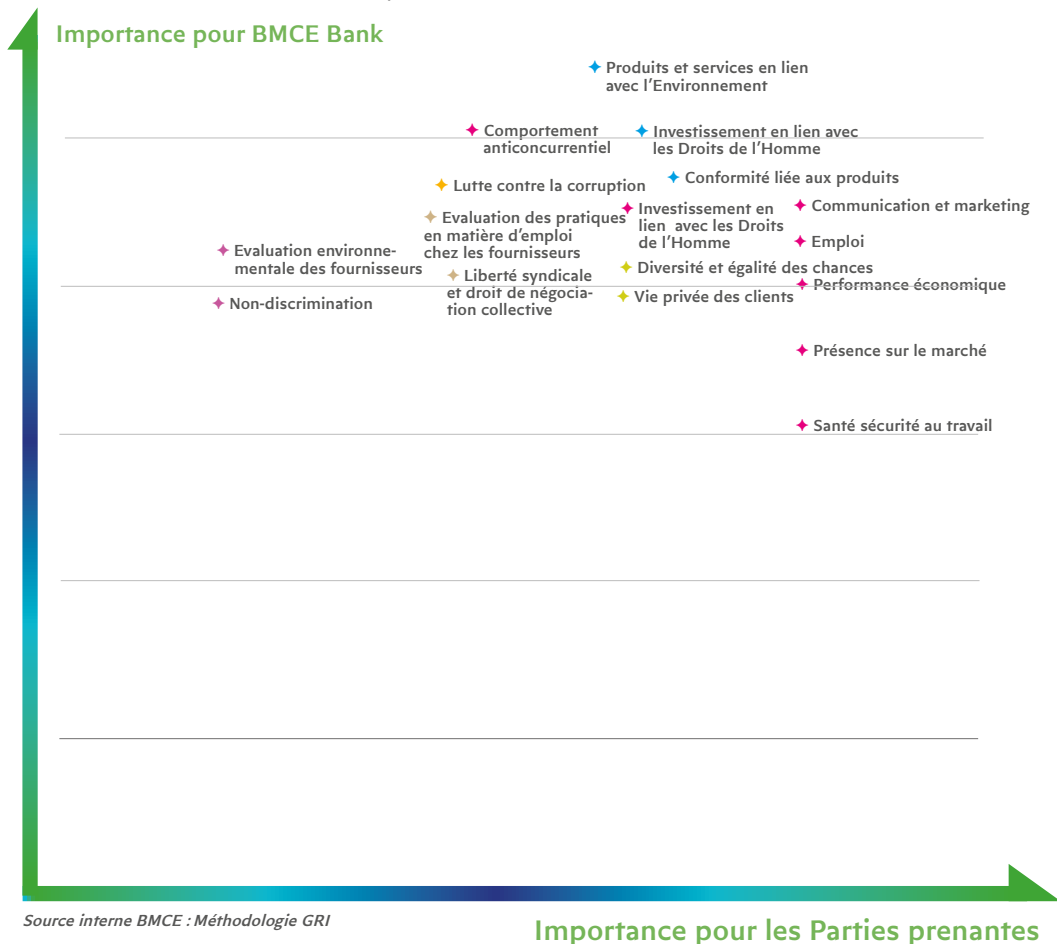 Importance pour BMCE Bank
Produits et services en lien
avec l'Environnement
Comportement
anticoncurrentiel
Investissement en lien avec
les Droits de l'Homme
Lutte contre la corruption
Conformité liée aux produits
Evaluation des pratiques
en matière d'emploi
chez les fournisseurs
Investissement en
lien avec les Droits
de l'Homme
Communication et marketing
Emploi
Evaluation environne-
mentale des fournisseurs
Liberté syndicale
et droit de négocia-
tion collective
Diversité et égalité des chances
Performance économique
Non-discrimination
Vie privée des clients
Présence sur le marché
Santé sécurité au travail
Source interne BMCE : Méthodologie GRI
Importance pour les Parties prenantes